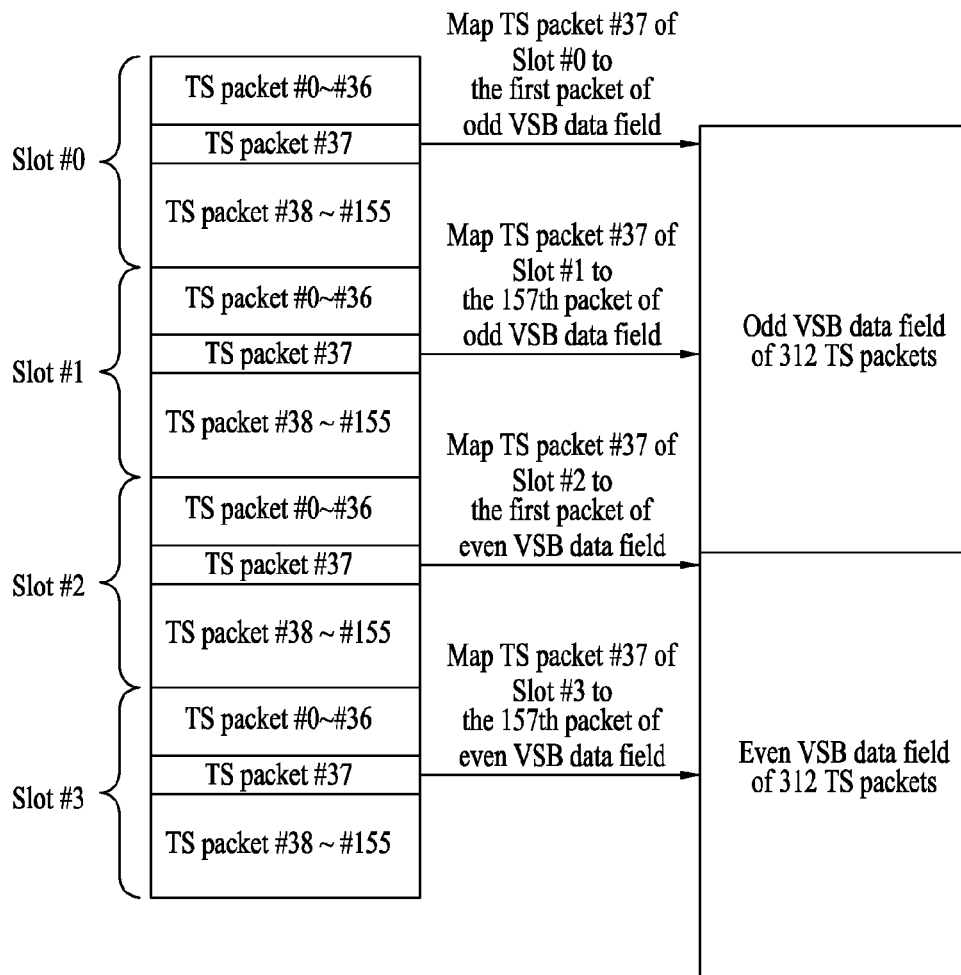 Map TS packet #37 of
Slot #0 to
the first packet of
odd VSB data field
Slot #0
TS packet #0~#36
TS packet #37
TS packet #38 ~ #155
Map TS packet #37 of
Slot #1 to
the 157th packet of
odd VSB data field
Slot #1
TS packet #0~#36
TS packet #37
TS packet #38 ~ #155
Odd VSB data field
of 312 TS packets
Map TS packet #37 of
Slot #2 to
the first packet of
even VSB data field
Slot #2
TS packet #0~#36
TS packet #37
TS packet #38 ~ #155
Map TS packet #37 of
Slot #3 to
the 157th packet of
even VSB data field
Slot #3
TS packet #0~#36
TS packet #37
TS packet #38 ~ #155
Even VSB data field
of 312 TS packets